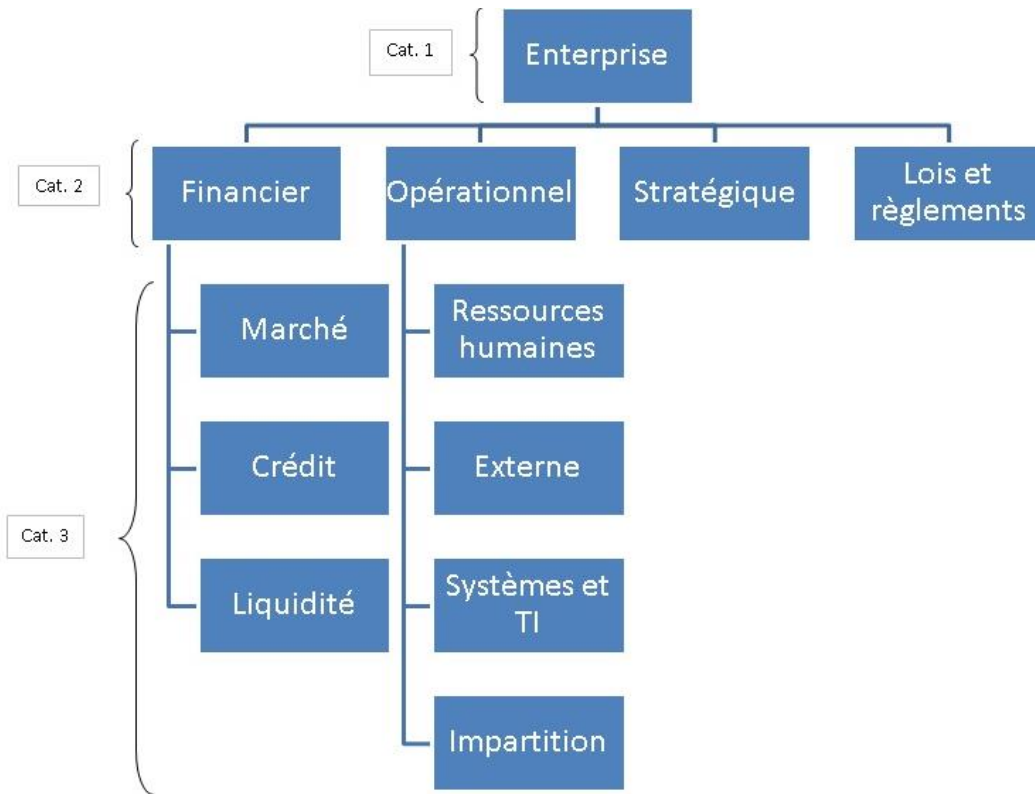 Cat. 1
Enterprise
Cat. 2
Financier
Opérationnel
Stratégique
Lois et
règlements
Cat. 3
Marché
Ressources
humaines
Crédit
Externe
Liquidité
Systèmes et
TI
Impartition